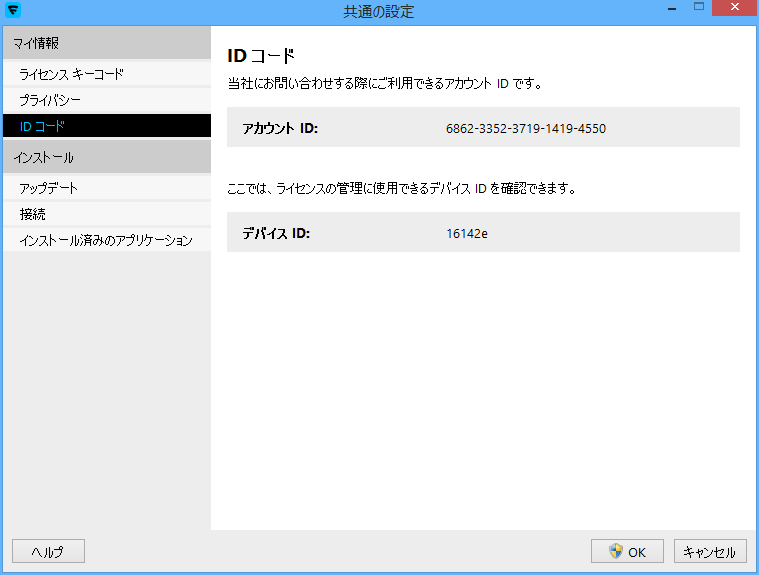 共通の設定
マイ情報
ライセンス キーコード
プライバシー
ID コード
インストール
アップデート
接続
インストール済みのアプリケーション
ID コード
当社にお問い合わせする際にご利用できるアカウント ID です。
アカウント ID: 6862-3352-3719-1419-4550
ここでは、ライセンスの管理に使用できるデバイス ID を確認できます。
デバイス ID: 16142e
ヘルプ
OK
キャンセル